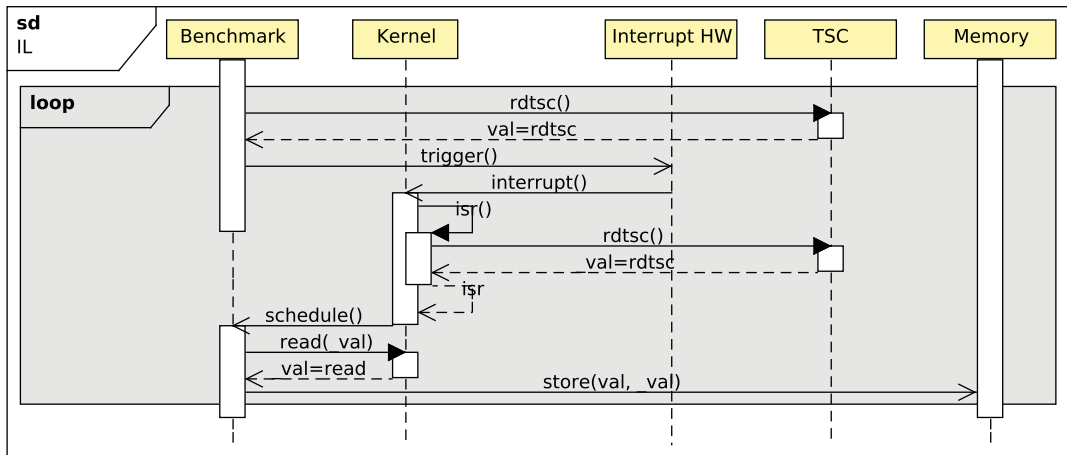 sd
IL
Benchmark
Kernel
Interrupt HW
TSC
Memory
loop
rdtsc()
val=rdtsc
trigger()
interrupt()
isr()
rdtsc()
_val=rdtsc
isr
schedule()
read(_val)
_val=read
store(val, _val)